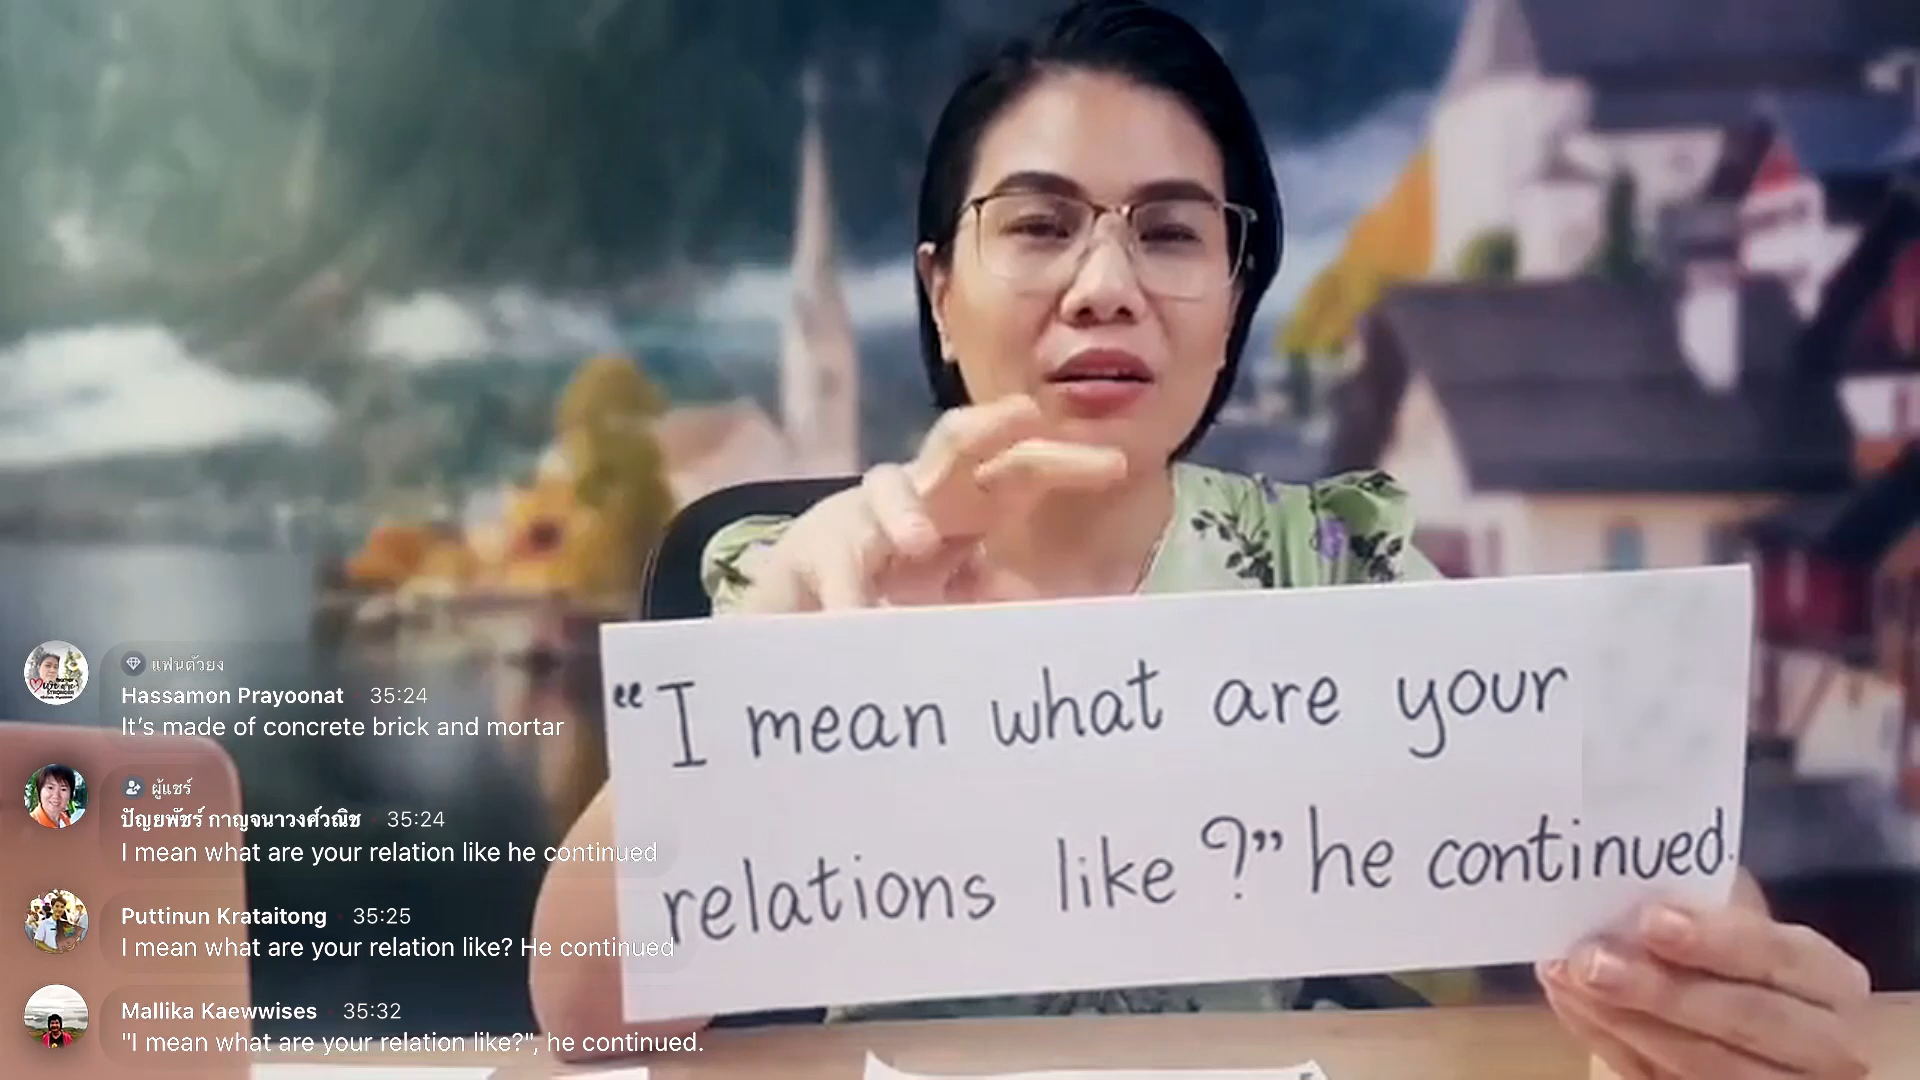 “I mean what are your
relations like?” he continued.
แฟนตัวยง
Hassamon Prayoonat · 35:24
It’s made of concrete brick and mortar
ผู้แชร์
ปัญยพัชร์ กาญจนาวงศ์วณิช · 35:24
I mean what are your relation like he continued
Puttinun Krataitong · 35:25
I mean what are your relation like? He continued
Mallika Kaewwises · 35:32
"I mean what are your relation like?", he continued.